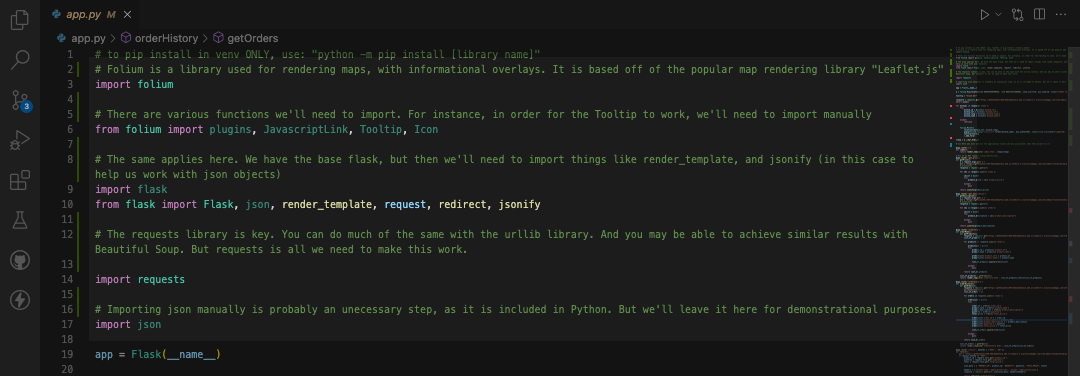 app.py M
app.py > orderHistory > getOrders
1 # to pip install in venv ONLY, use: "python -m pip install [library name]"
2 # Folium is a library used for rendering maps, with informational overlays. It is based off of the popular map rendering library "Leaflet.js"
3 import folium
4
5 # There are various functions we'll need to import. For instance, in order for the Tooltip to work, we'll need to import manually
6 from folium import plugins, JavascriptLink, Tooltip, Icon
7
8 # The same applies here. We have the base flask, but then we'll need to import things like render_template, and jsonify (in this case to
help us work with json objects)
9 import flask
10 from flask import Flask, json, render_template, request, redirect, jsonify
11
12 # The requests library is key. You can do much of the same with the urllib library. And you may be able to achieve similar results with
Beautiful Soup. But requests is all we need to make this work.
13
14 import requests
15
16 # Importing json manually is probably an unecessary step, as it is included in Python. But we'll leave it here for demonstrational purposes.
17 import json
18
19 app = Flask(__name__)
20
3